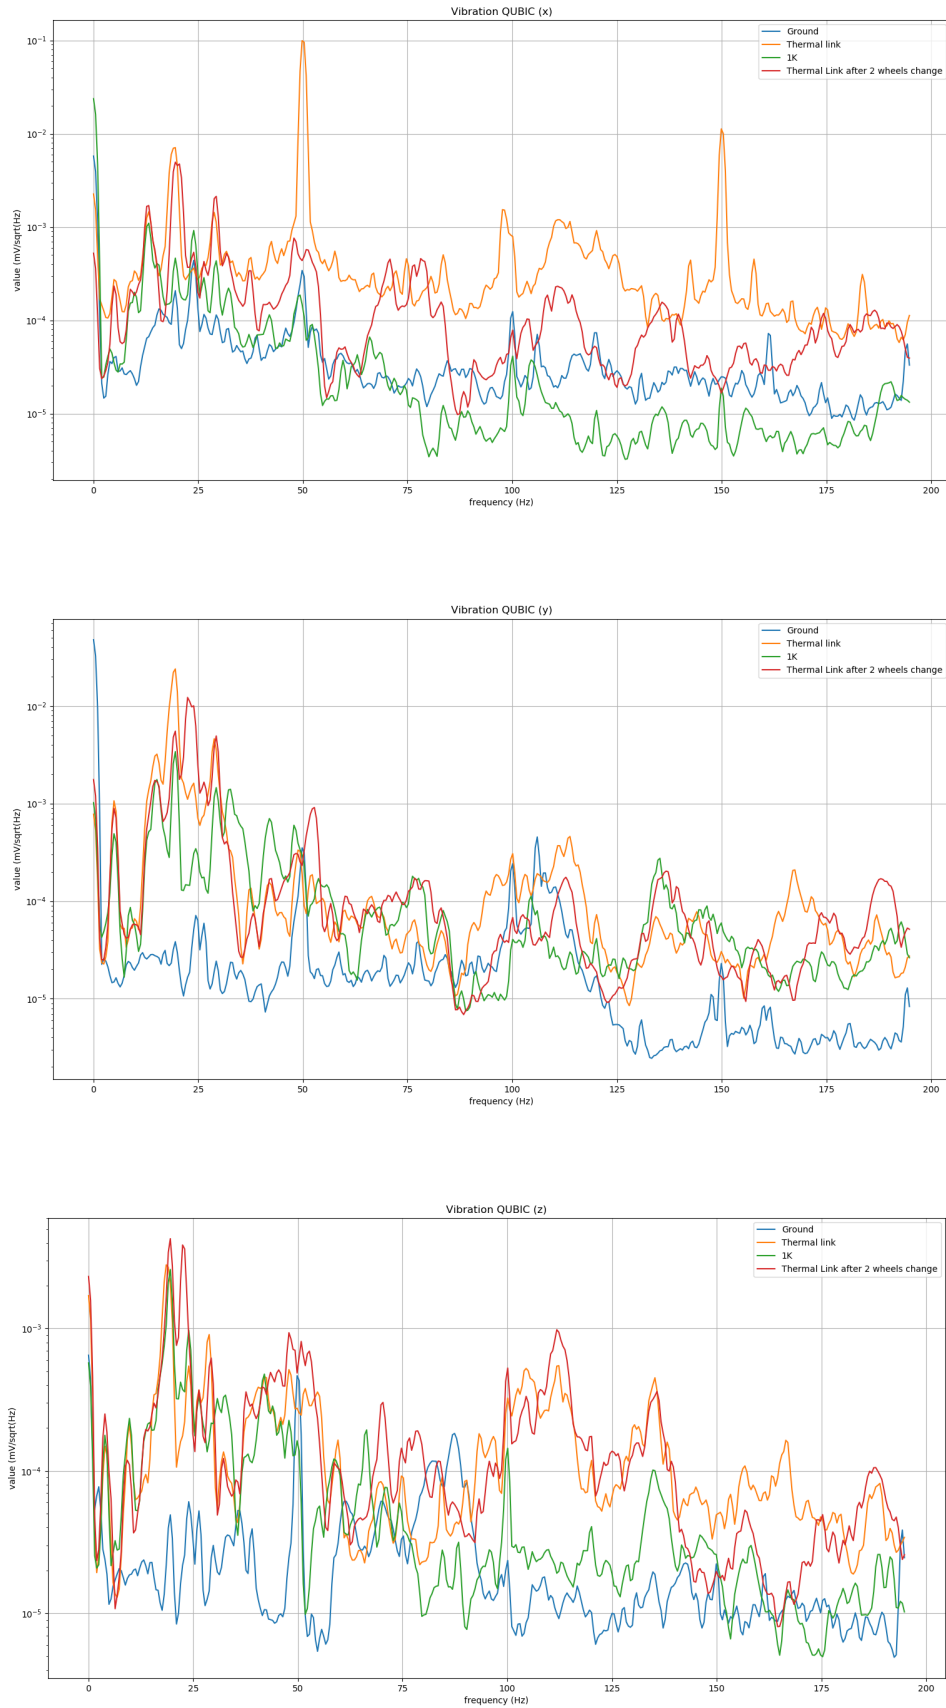 Vibration QUBIC (x)
Ground
Thermal link
1K
Thermal Link after 2 wheels change
value (mV/sqrt(Hz)
10⁻¹
10⁻²
10⁻³
10⁻⁴
10⁻⁵
0 25 50 75 100 125 150 175 200
frequency (Hz)
Vibration QUBIC (y)
Ground
Thermal link
1K
Thermal Link after 2 wheels change
value (mV/sqrt(Hz)
10⁻²
10⁻³
10⁻⁴
10⁻⁵
0 25 50 75 100 125 150 175 200
frequency (Hz)
Vibration QUBIC (z)
Ground
Thermal link
1K
Thermal Link after 2 wheels change
value (mV/sqrt(Hz)
10⁻³
10⁻⁴
10⁻⁵
0 25 50 75 100 125 150 175 200
frequency (Hz)